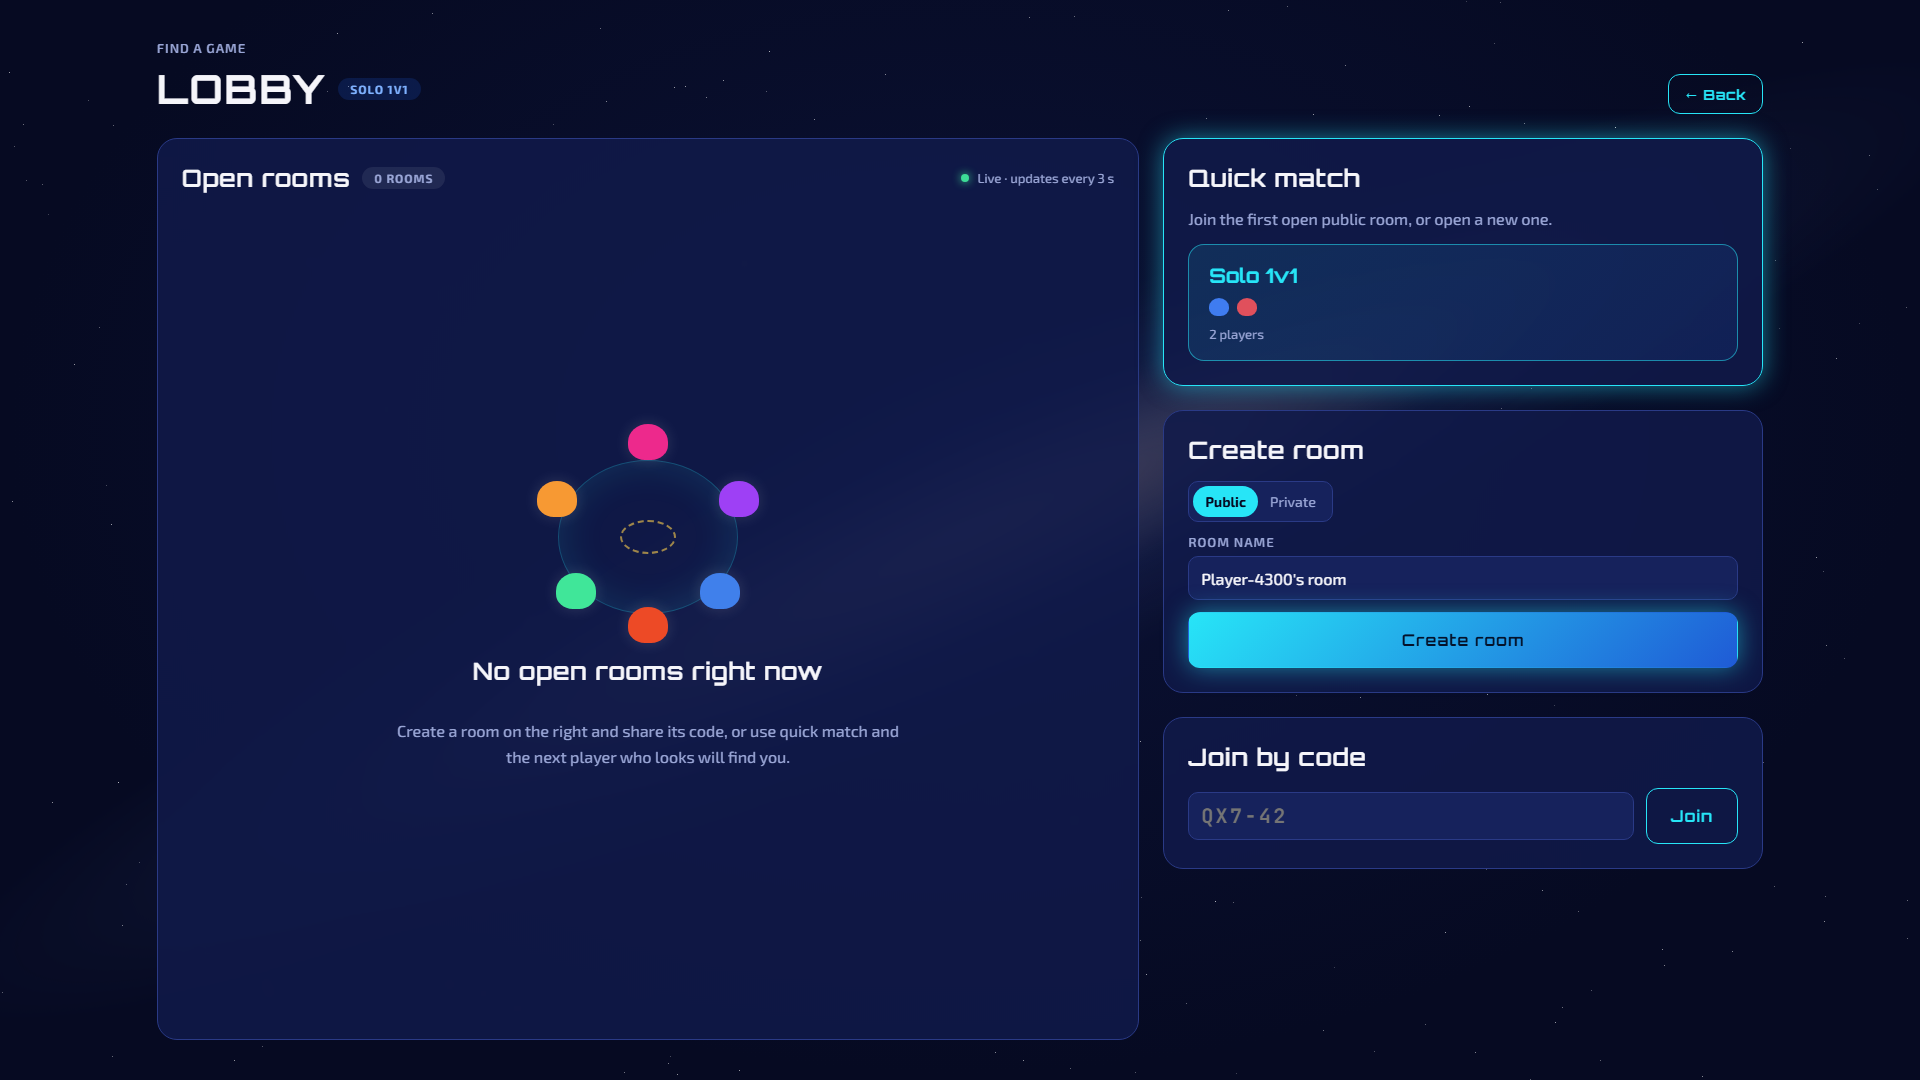 FIND A GAME
LOBBY SOLO 1V1
← Back
Open rooms 0 ROOMS
Live · updates every 3 s
No open rooms right now
Create a room on the right and share its code, or use quick match and
the next player who looks will find you.
Quick match
Join the first open public room, or open a new one.
Solo 1v1
2 players
Create room
Public Private
ROOM NAME
Player-4300's room
Create room
Join by code
QX7-42
Join